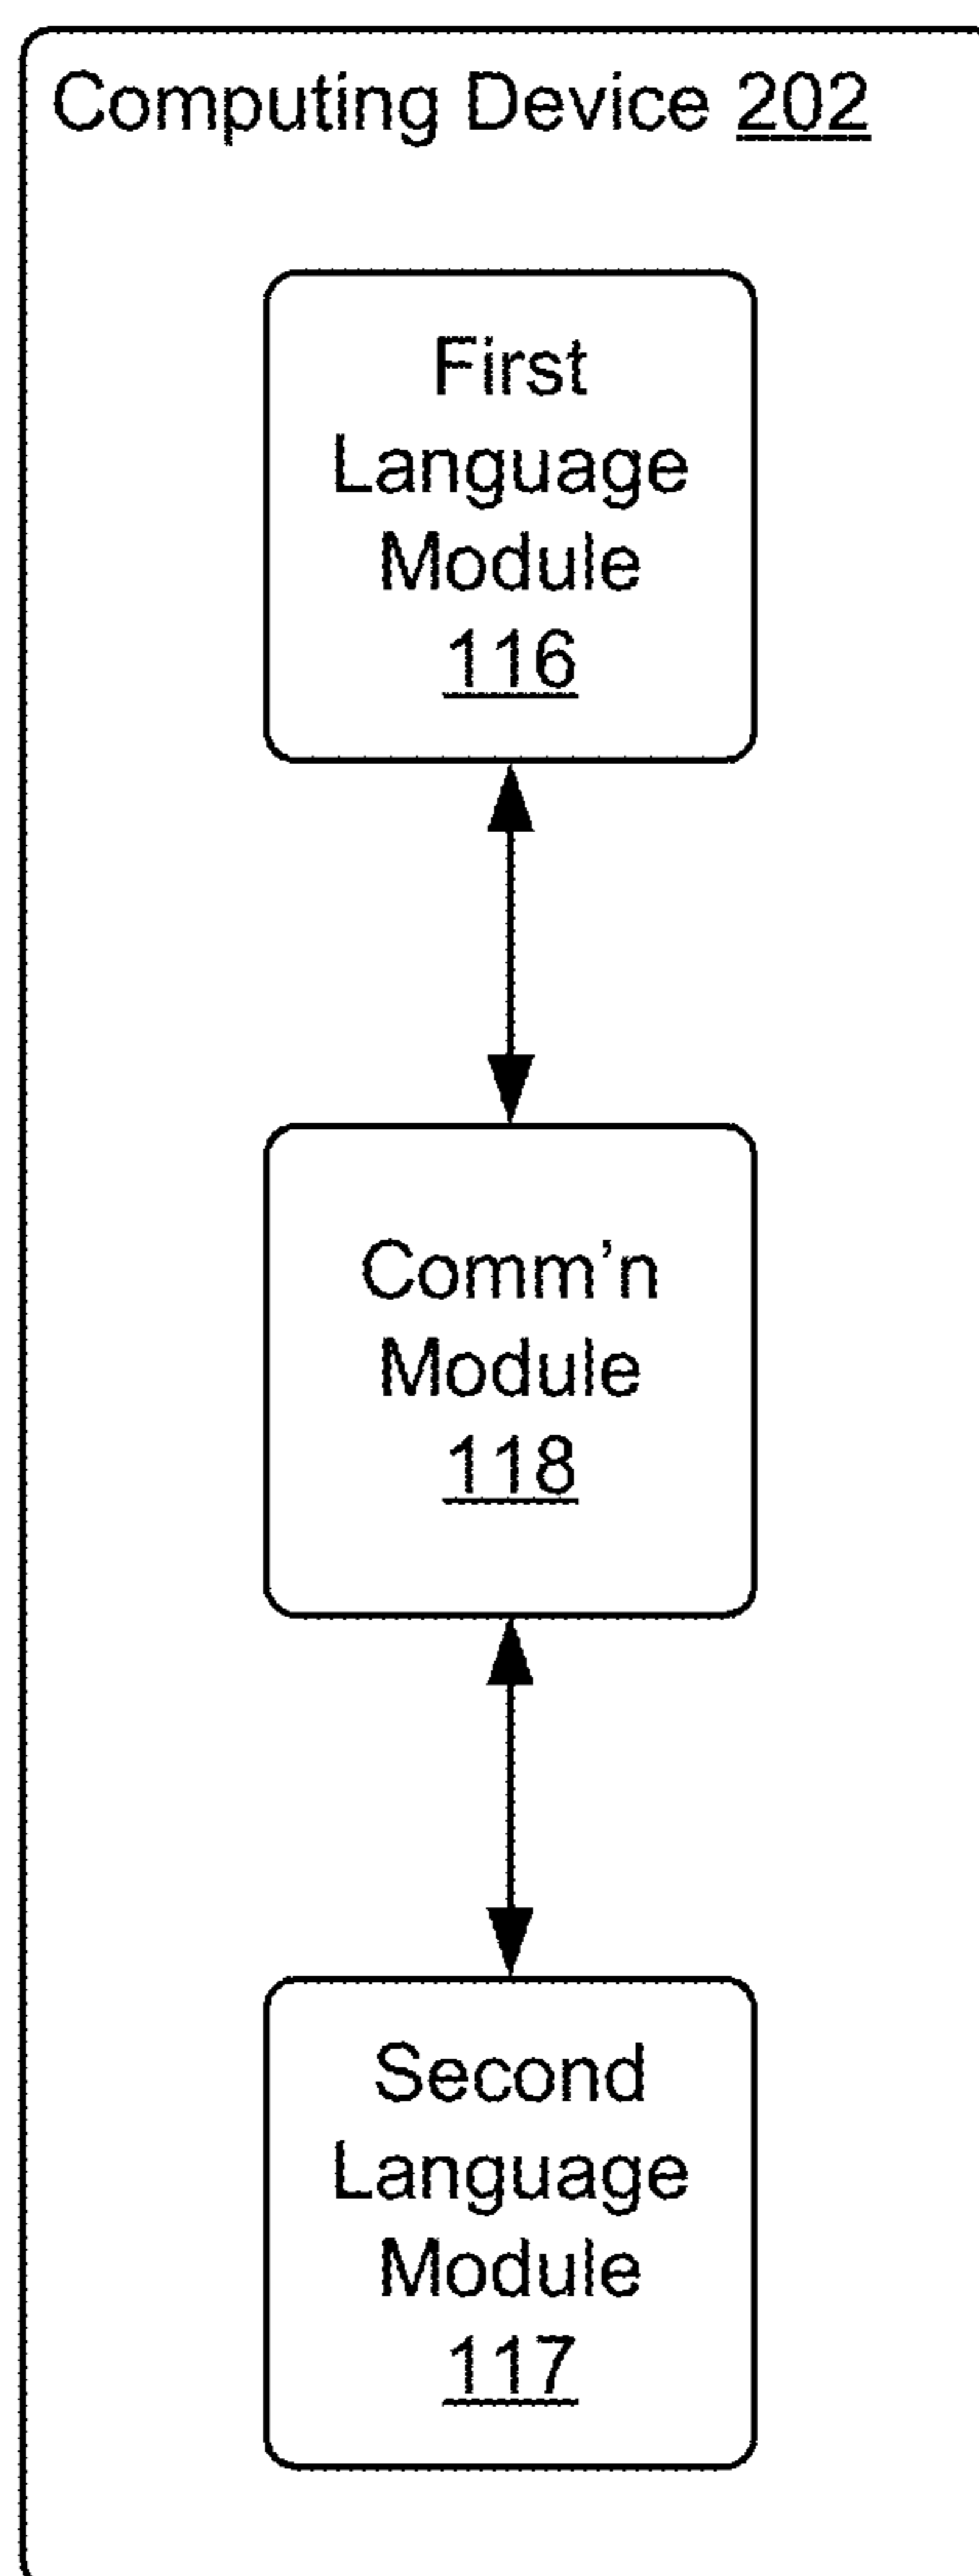 Computing Device 202
First
Language
Module
116
Comm'n
Module
118
Second
Language
Module
117